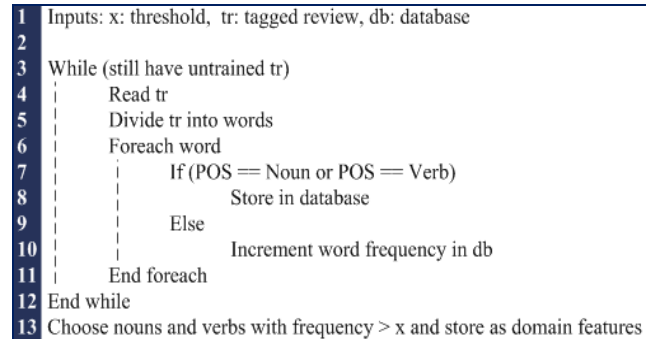 1 Inputs: x: threshold, tr: tagged review, db: database
2
3 While (still have untrained tr)
4 Read tr
5 Divide tr into words
6 Foreach word
7 If (POS == Noun or POS == Verb)
8 Store in database
9 Else
10 Increment word frequency in db
11 End foreach
12 End while
13 Choose nouns and verbs with frequency > x and store as domain features